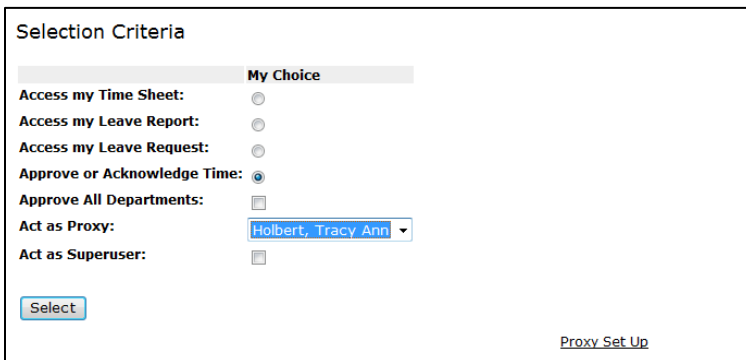 Selection Criteria
My Choice
Access my Time Sheet:
Access my Leave Report:
Access my Leave Request:
Approve or Acknowledge Time:
Approve All Departments:
Act as Proxy: Holbert, Tracy Ann
Act as Superuser:
Select
Proxy Set Up